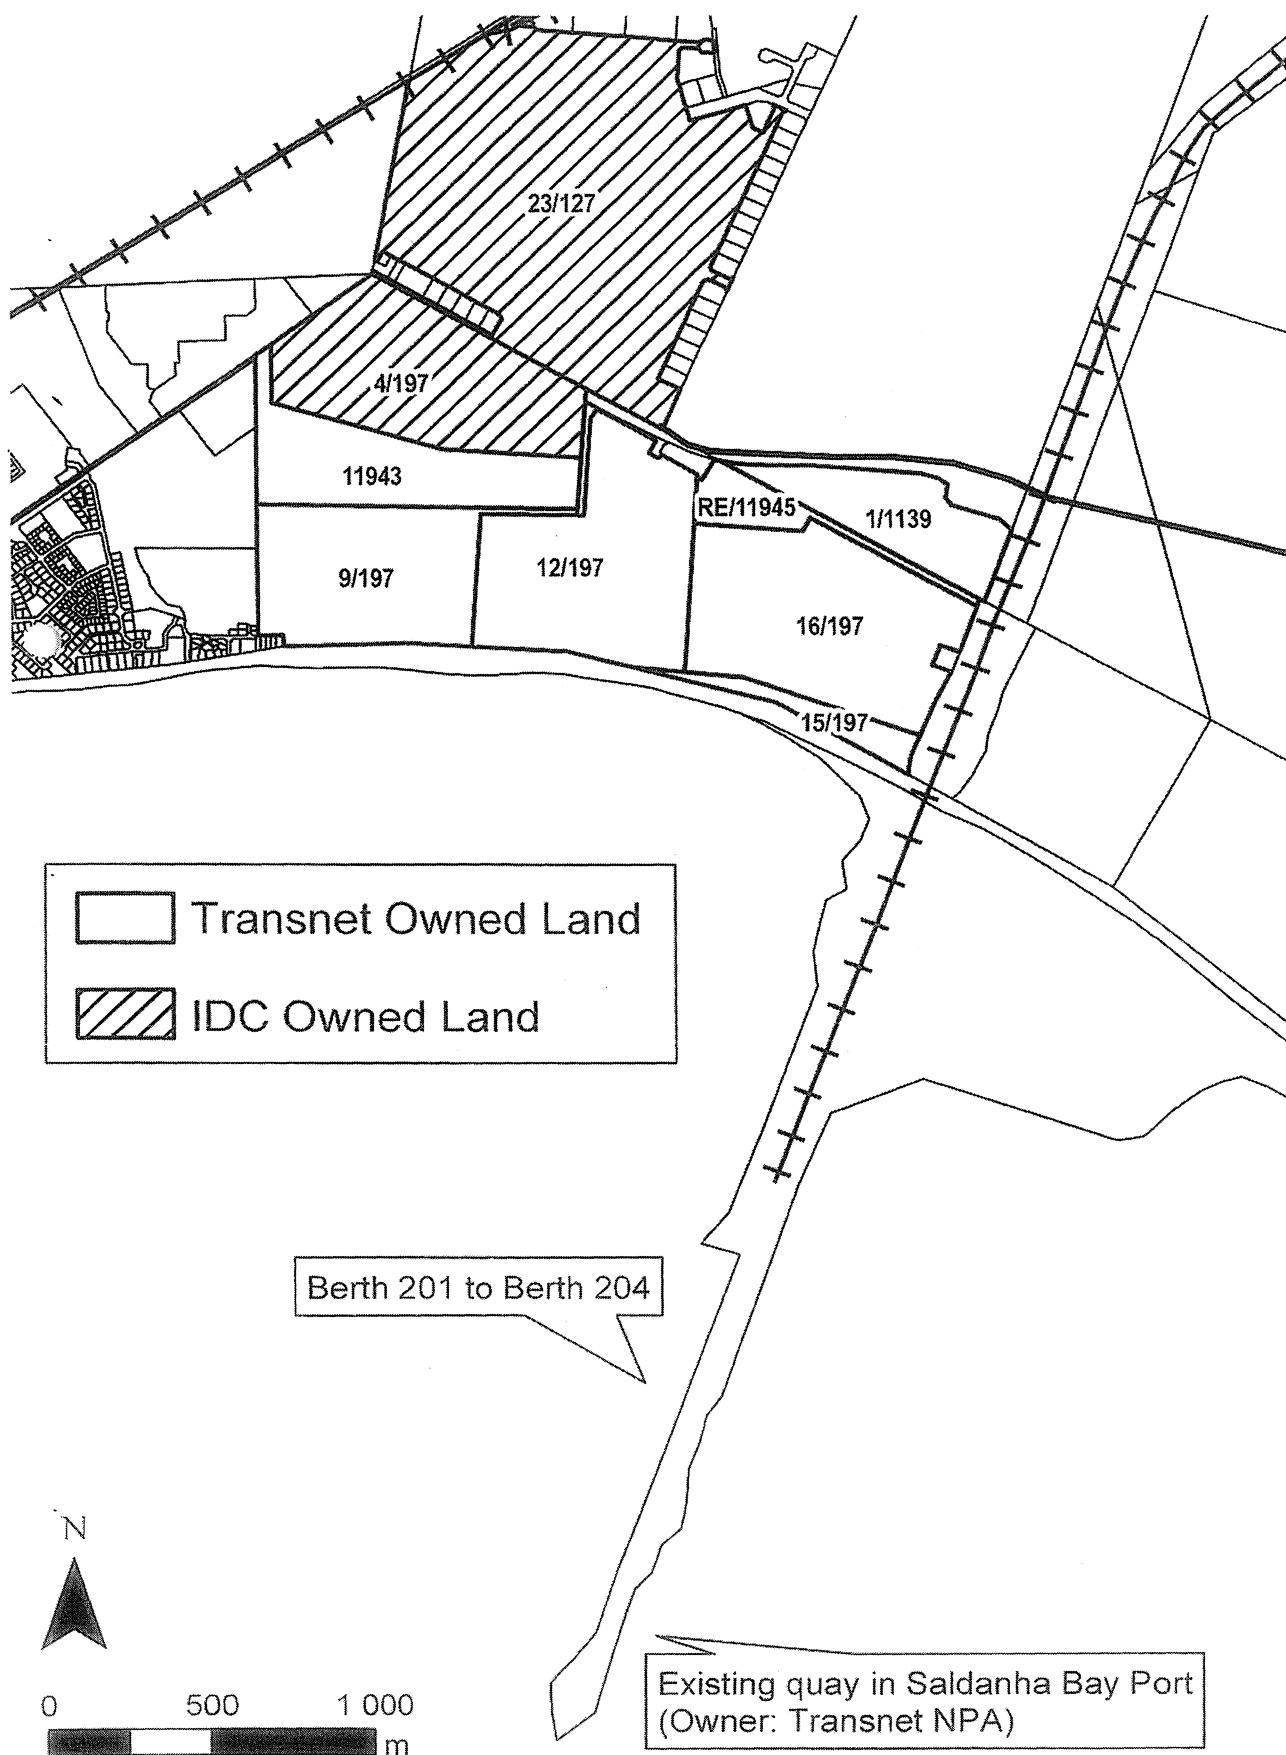 23/127
4/197
11943
RE/11945
1/1139
9/197
12/197
16/197
15/197
Transnet Owned Land
IDC Owned Land
Berth 201 to Berth 204
N
0 500 1 000
m
Existing quay in Saldanha Bay Port
(Owner: Transnet NPA)